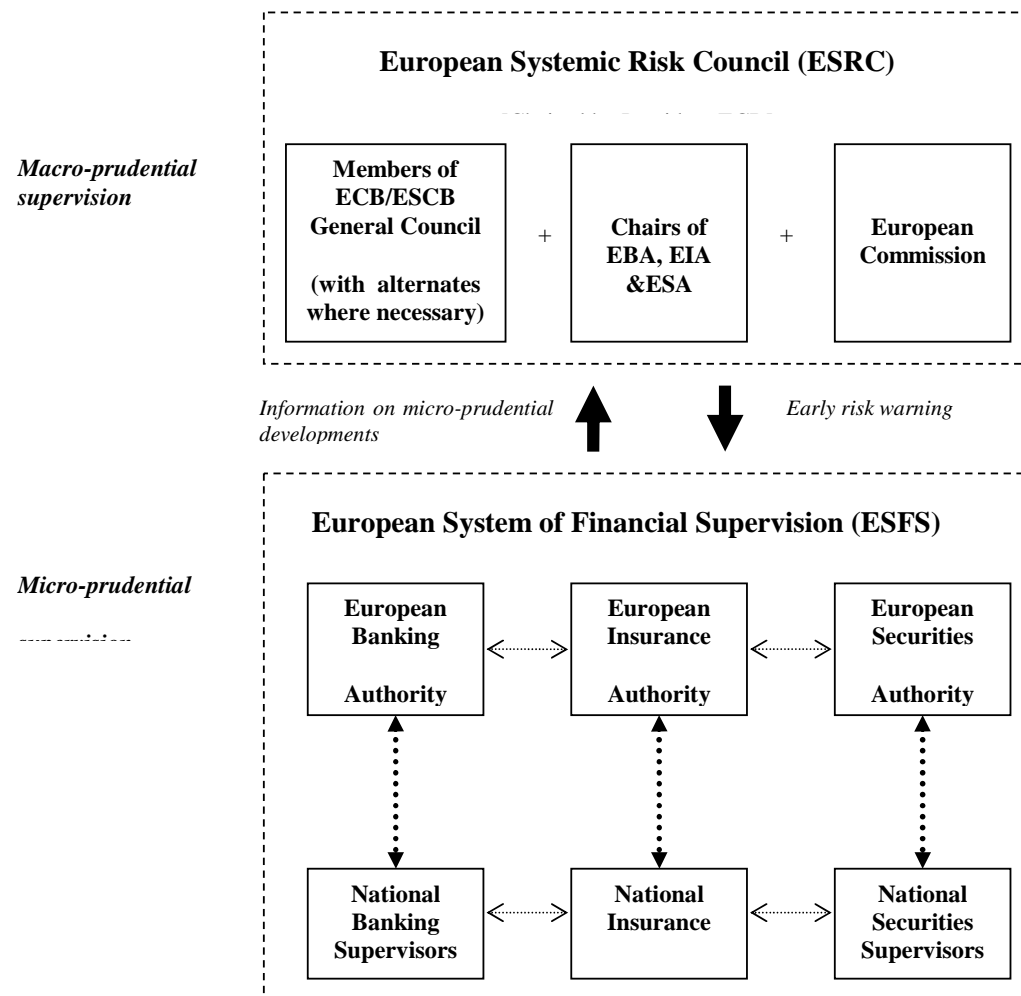 European Systemic Risk Council (ESRC)
Macro-prudential
supervision
Members of
ECB/ESCB
General Council
(with alternates
where necessary)
+
Chairs of
EBA, EIA
&ESA
+
European
Commission
Information on micro-prudential
developments
Early risk warning
European System of Financial Supervision (ESFS)
Micro-prudential
European
Banking
Authority
European
Insurance
Authority
European
Securities
Authority
National
Banking
Supervisors
National
Insurance
National
Securities
Supervisors